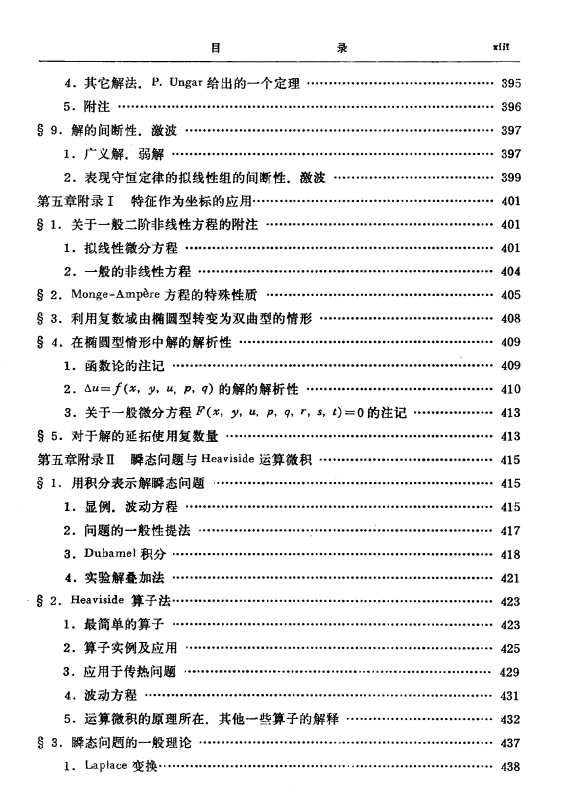 目 录 xiii
4．其它解法．P. Ungar 给出的一个定理 …… 395
5．附注 …… 396
§ 9．解的间断性．激波 …… 397
1．广义解．弱解 …… 397
2．表现守恒定律的拟线性组的间断性．激波 …… 399
第五章附录Ⅰ 特征作为坐标的应用 …… 401
§ 1．关于一般二阶非线性方程的附注 …… 401
1．拟线性微分方程 …… 401
2．一般的非线性方程 …… 404
§ 2．Monge-Ampère 方程的特殊性质 …… 405
§ 3．利用复数域由椭圆型转变为双曲型的情形 …… 408
§ 4．在椭圆型情形中解的解析性 …… 409
1．函数论的注记 …… 409
2．Δu=f(x, y, u, p, q) 的解的解析性 …… 410
3．关于一般微分方程 F(x, y, u, p, q, r, s, t)=0 的注记 …… 413
§ 5．对于解的延拓使用复数量 …… 413
第五章附录Ⅱ 瞬态问题与 Heaviside 运算微积 …… 415
§ 1．用积分表示解瞬态问题 …… 415
1．显例．波动方程 …… 415
2．问题的一般性提法 …… 417
3．Duhamel 积分 …… 418
4．实验解叠加法 …… 421
§ 2．Heaviside 算子法 …… 423
1．最简单的算子 …… 423
2．算子实例及应用 …… 425
3．应用于传热问题 …… 429
4．波动方程 …… 431
5．运算微积的原理所在．其他一些算子的解释 …… 432
§ 3．瞬态问题的一般理论 …… 437
1．Laplace 变换 …… 438